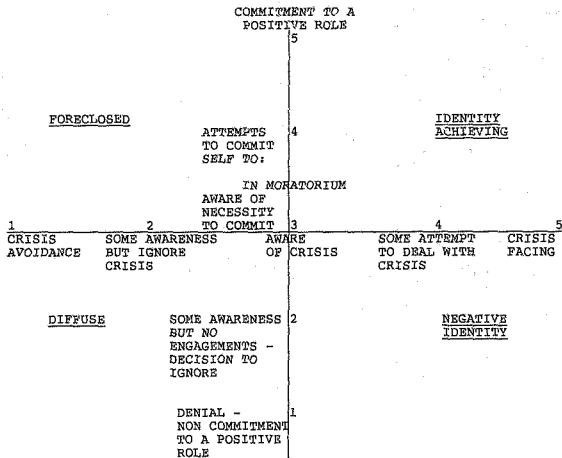 COMMITMENT TO A
POSITIVE ROLE
5
FORECLOSED
IDENTITY
ACHIEVING
ATTEMPTS
TO COMMIT
SELF TO:
4
IN MORATORIUM
AWARE OF
NECESSITY
TO COMMIT
1 2 3 4 5
CRISIS
AVOIDANCE
SOME AWARENESS
BUT IGNORE
CRISIS
AWARE
OF CRISIS
SOME ATTEMPT
TO DEAL WITH
CRISIS
CRISIS
FACING
DIFFUSE
SOME AWARENESS
BUT NO
ENGAGEMENTS -
DECISION TO
IGNORE
2
NEGATIVE
IDENTITY
DENIAL -
NON COMMITMENT
TO A POSITIVE
ROLE
1